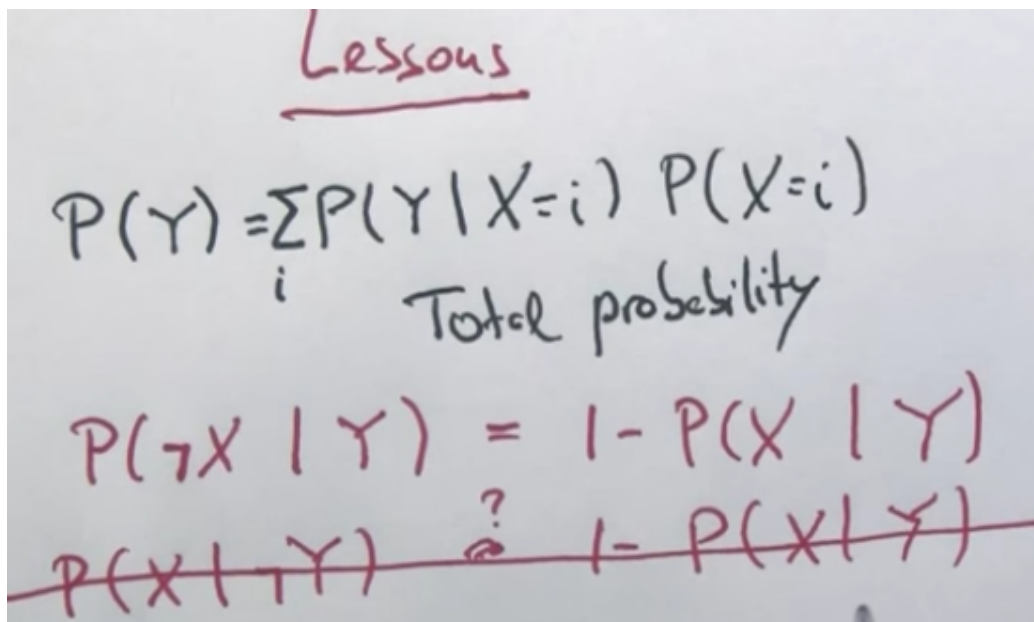 Lessons
P(Y) = ∑ P(Y | X=i) P(X=i)
i
Total probability
P(¬X | Y) = 1 - P(X | Y)
?
P(X | ¬Y) = 1 - P(X | Y)